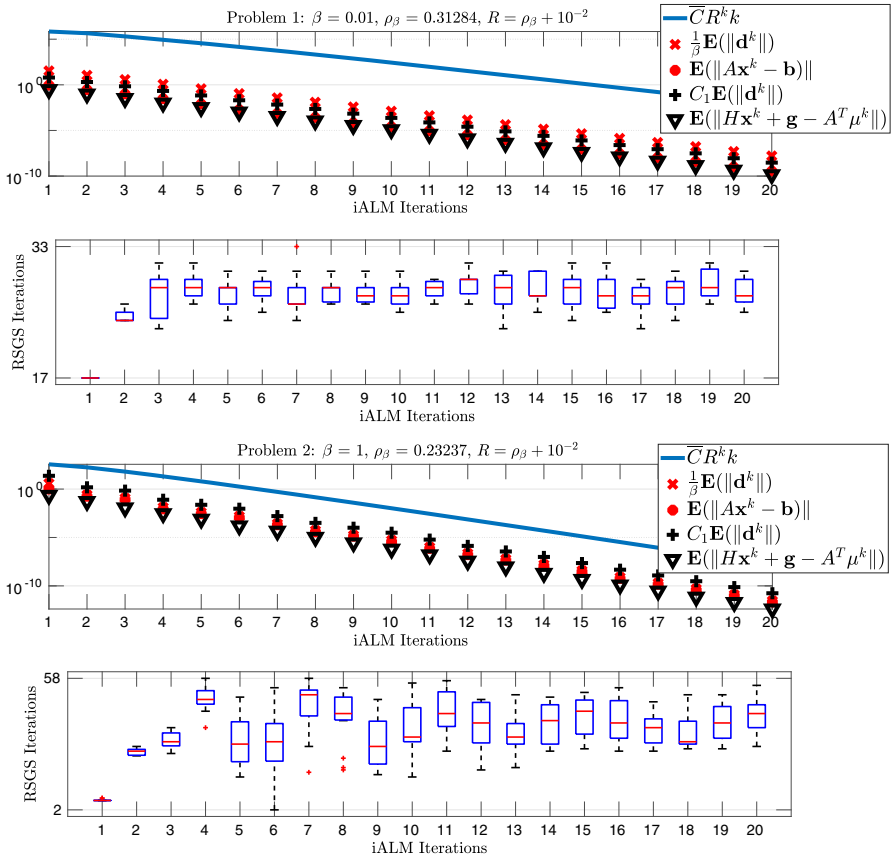 Problem 1: β = 0.01, ρ_β = 0.31284, R = ρ_β + 10^{-2}
C̅R^k k
1/β E(‖d^k‖)
E(‖Ax^k − b)‖
C_1E(‖d^k‖)
E(‖Hx^k + g − A^T μ^k‖)
10^0
10^{-10}
1 2 3 4 5 6 7 8 9 10 11 12 13 14 15 16 17 18 19 20
iALM Iterations
RSGS Iterations
33
17
1 2 3 4 5 6 7 8 9 10 11 12 13 14 15 16 17 18 19 20
iALM Iterations
Problem 2: β = 1, ρ_β = 0.23237, R = ρ_β + 10^{-2}
C̅R^k k
1/β E(‖d^k‖)
E(‖Ax^k − b)‖
C_1E(‖d^k‖)
E(‖Hx^k + g − A^T μ^k‖)
10^0
10^{-10}
1 2 3 4 5 6 7 8 9 10 11 12 13 14 15 16 17 18 19 20
iALM Iterations
RSGS Iterations
58
2
1 2 3 4 5 6 7 8 9 10 11 12 13 14 15 16 17 18 19 20
iALM Iterations